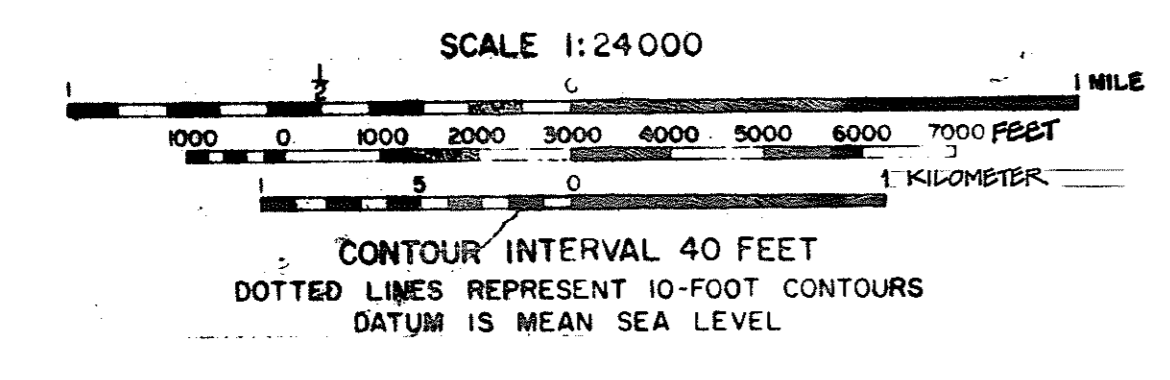 SCALE 1:24000
1 1/2 0 1 MILE
1000 0 1000 2000 3000 4000 5000 6000 7000 FEET
1 5 0 1 KILOMETER
CONTOUR INTERVAL 40 FEET
DOTTED LINES REPRESENT 10-FOOT CONTOURS
DATUM IS MEAN SEA LEVEL